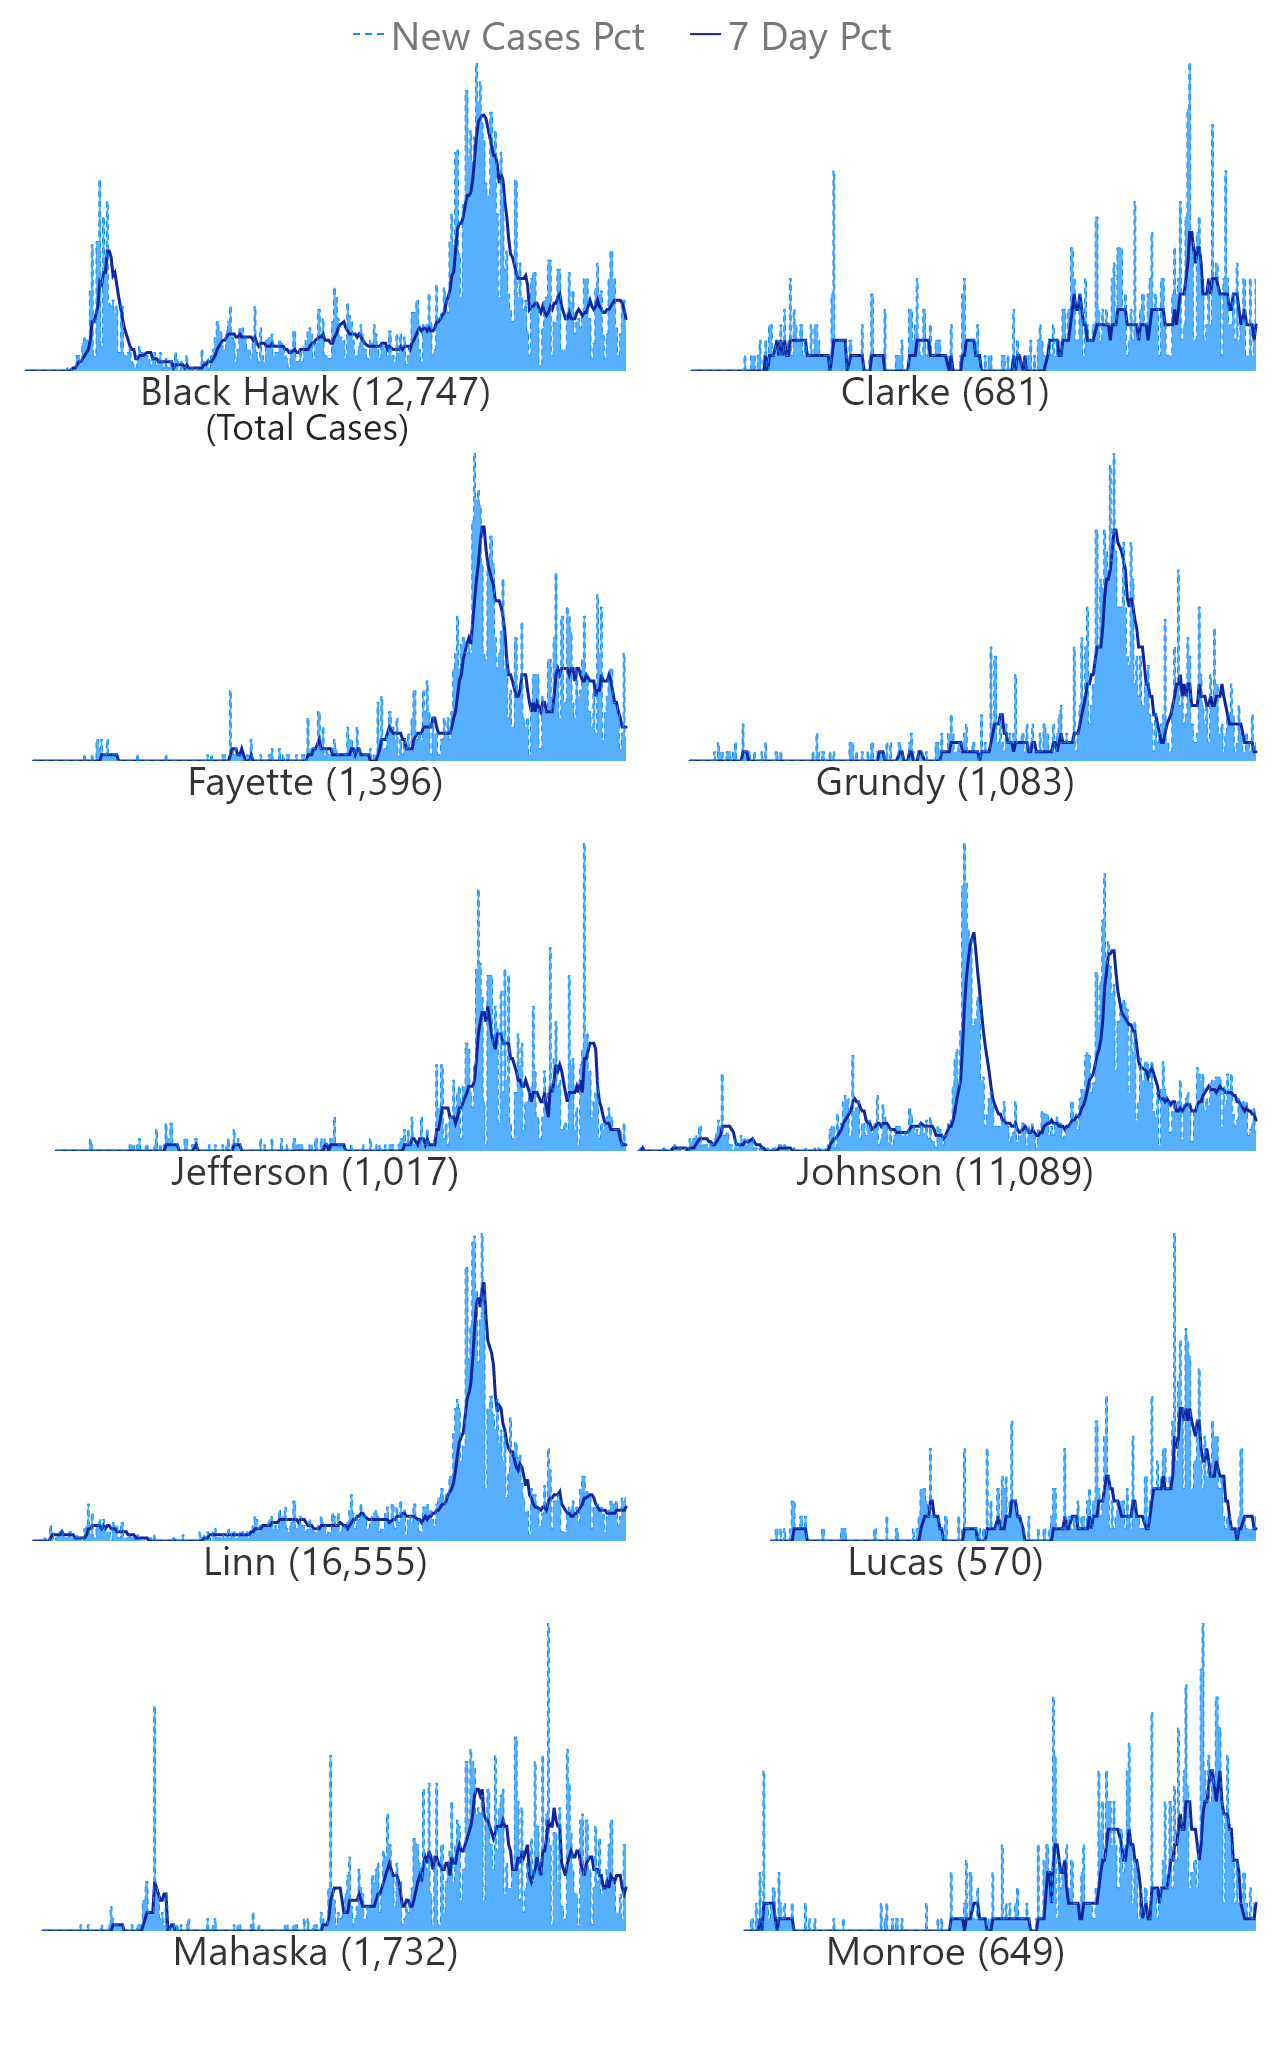 New Cases Pct 7 Day Pct
Black Hawk (12,747) Clarke (681)
(Total Cases)
Fayette (1,396) Grundy (1,083)
Jefferson (1,017) Johnson (11,089)
Linn (16,555) Lucas (570)
Mahaska (1,732) Monroe (649)